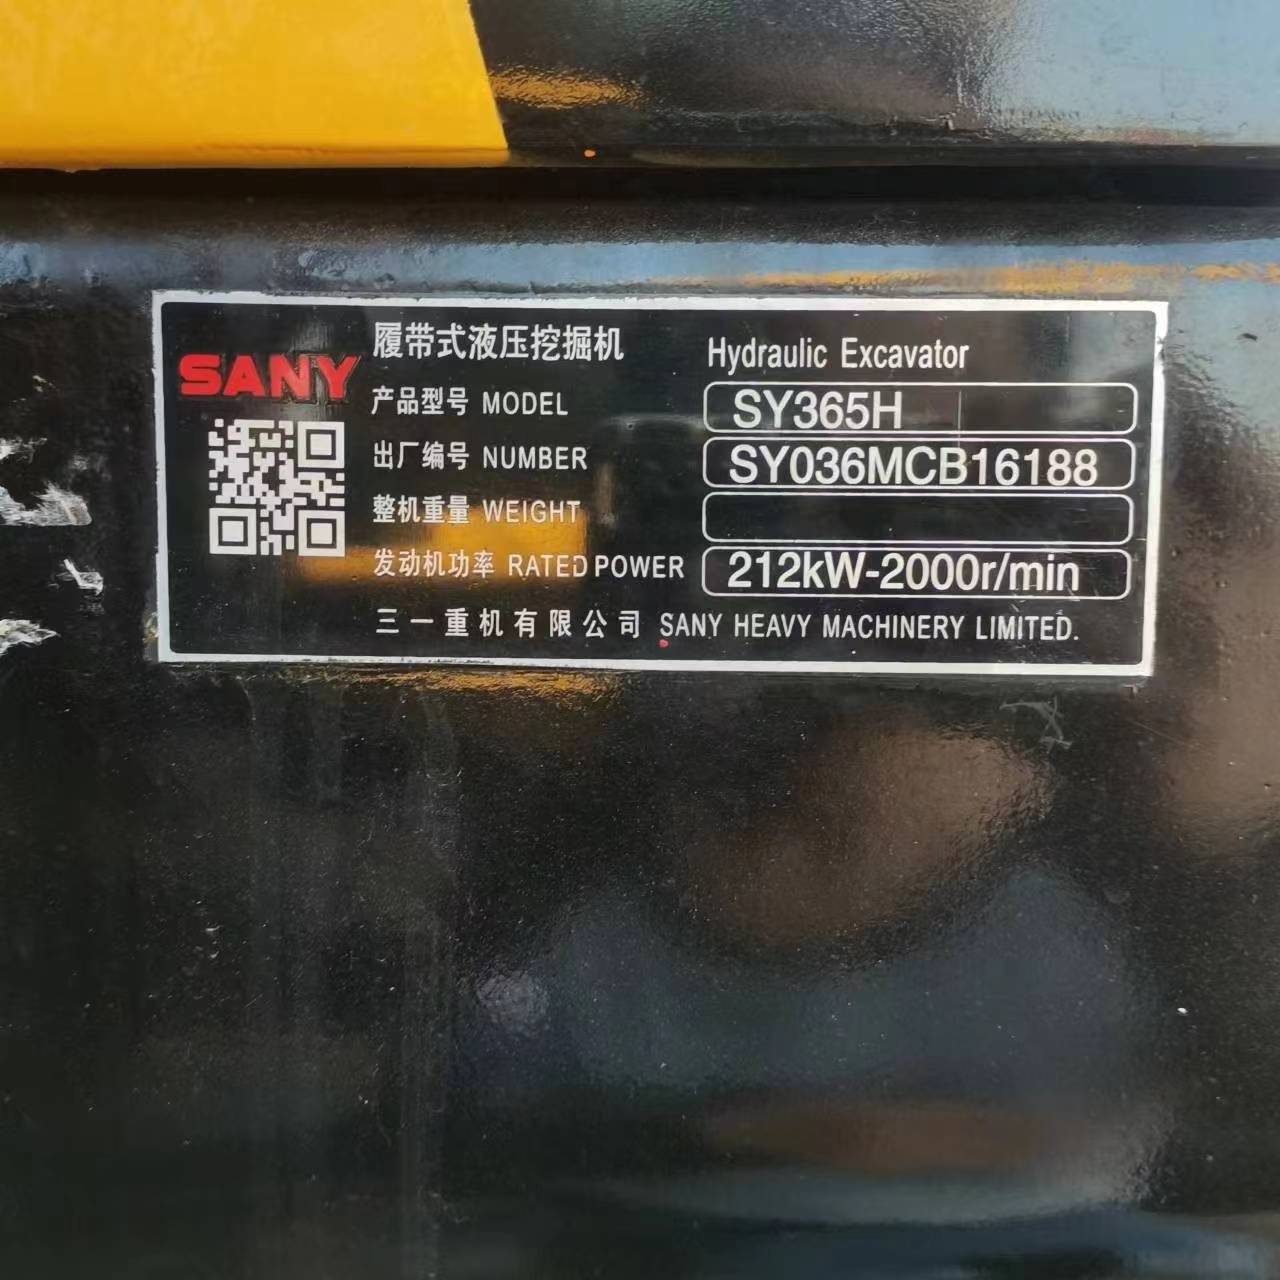 SANY
履带式液压挖掘机 Hydraulic Excavator
产品型号 MODEL SY365H
出厂编号 NUMBER SY036MCB16188
整机重量 WEIGHT
发动机功率 RATED POWER 212kW-2000r/min
三一重机有限公司 SANY HEAVY MACHINERY LIMITED.